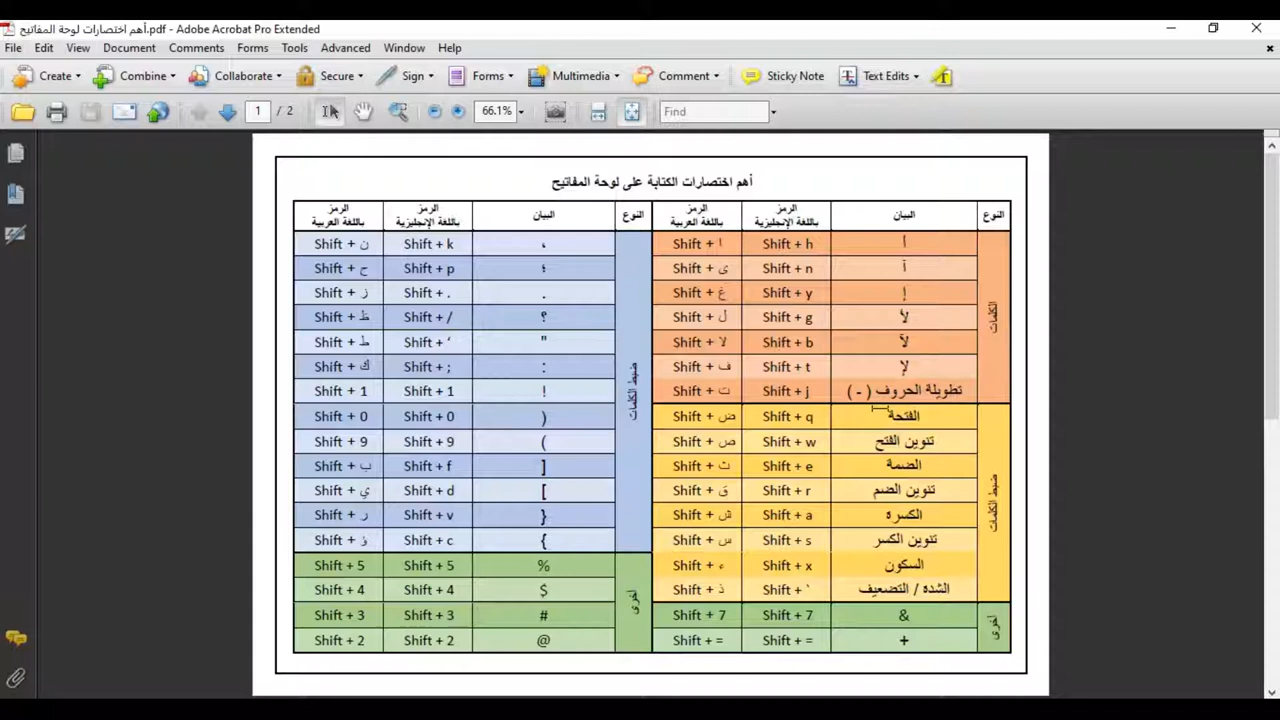 أهم اختصارات لوحة المفاتيح.pdf - Adobe Acrobat Pro Extended
File Edit View Document Comments Forms Tools Advanced Window Help
Create Combine Collaborate Secure Sign Forms Multimedia Comment Sticky Note Text Edits
1 / 2 66.1% Find
أهم اختصارات الكتابة على لوحة المفاتيح
النوع البيان الرمز باللغة الإنجليزية الرمز باللغة العربية النوع البيان الرمز باللغة الإنجليزية الرمز باللغة العربية
الكلمات
أ Shift + h Shift + ا
آ Shift + n Shift + ى
إ Shift + y Shift + غ
لأ Shift + g Shift + ل
لآ Shift + b Shift + لا
لإ Shift + t Shift + ف
تطويلة الحروف ( - ) Shift + j Shift + ت
ضبط الكلمات
الفتحة Shift + q Shift + ض
تنوين الفتح Shift + w Shift + ص
الضمة Shift + e Shift + ث
تنوين الضم Shift + r Shift + ق
الكسرة Shift + a Shift + ش
تنوين الكسر Shift + s Shift + س
السكون Shift + x Shift + ء
الشدة / التضعيف Shift + ` Shift + ذ
أخرى
& Shift + 7 Shift + 7
+ Shift + = Shift + =
ضبط الكلمات
، Shift + k Shift + ن
؛ Shift + p Shift + ح
. Shift + . Shift + ز
؟ Shift + / Shift + ظ
" Shift + ‘ Shift + ط
: Shift + ; Shift + ك
! Shift + 1 Shift + 1
) Shift + 0 Shift + 0
( Shift + 9 Shift + 9
] Shift + f Shift + ب
[ Shift + d Shift + ي
} Shift + v Shift + ر
{ Shift + c Shift + ؤ
أخرى
% Shift + 5 Shift + 5
$ Shift + 4 Shift + 4
# Shift + 3 Shift + 3
@ Shift + 2 Shift + 2